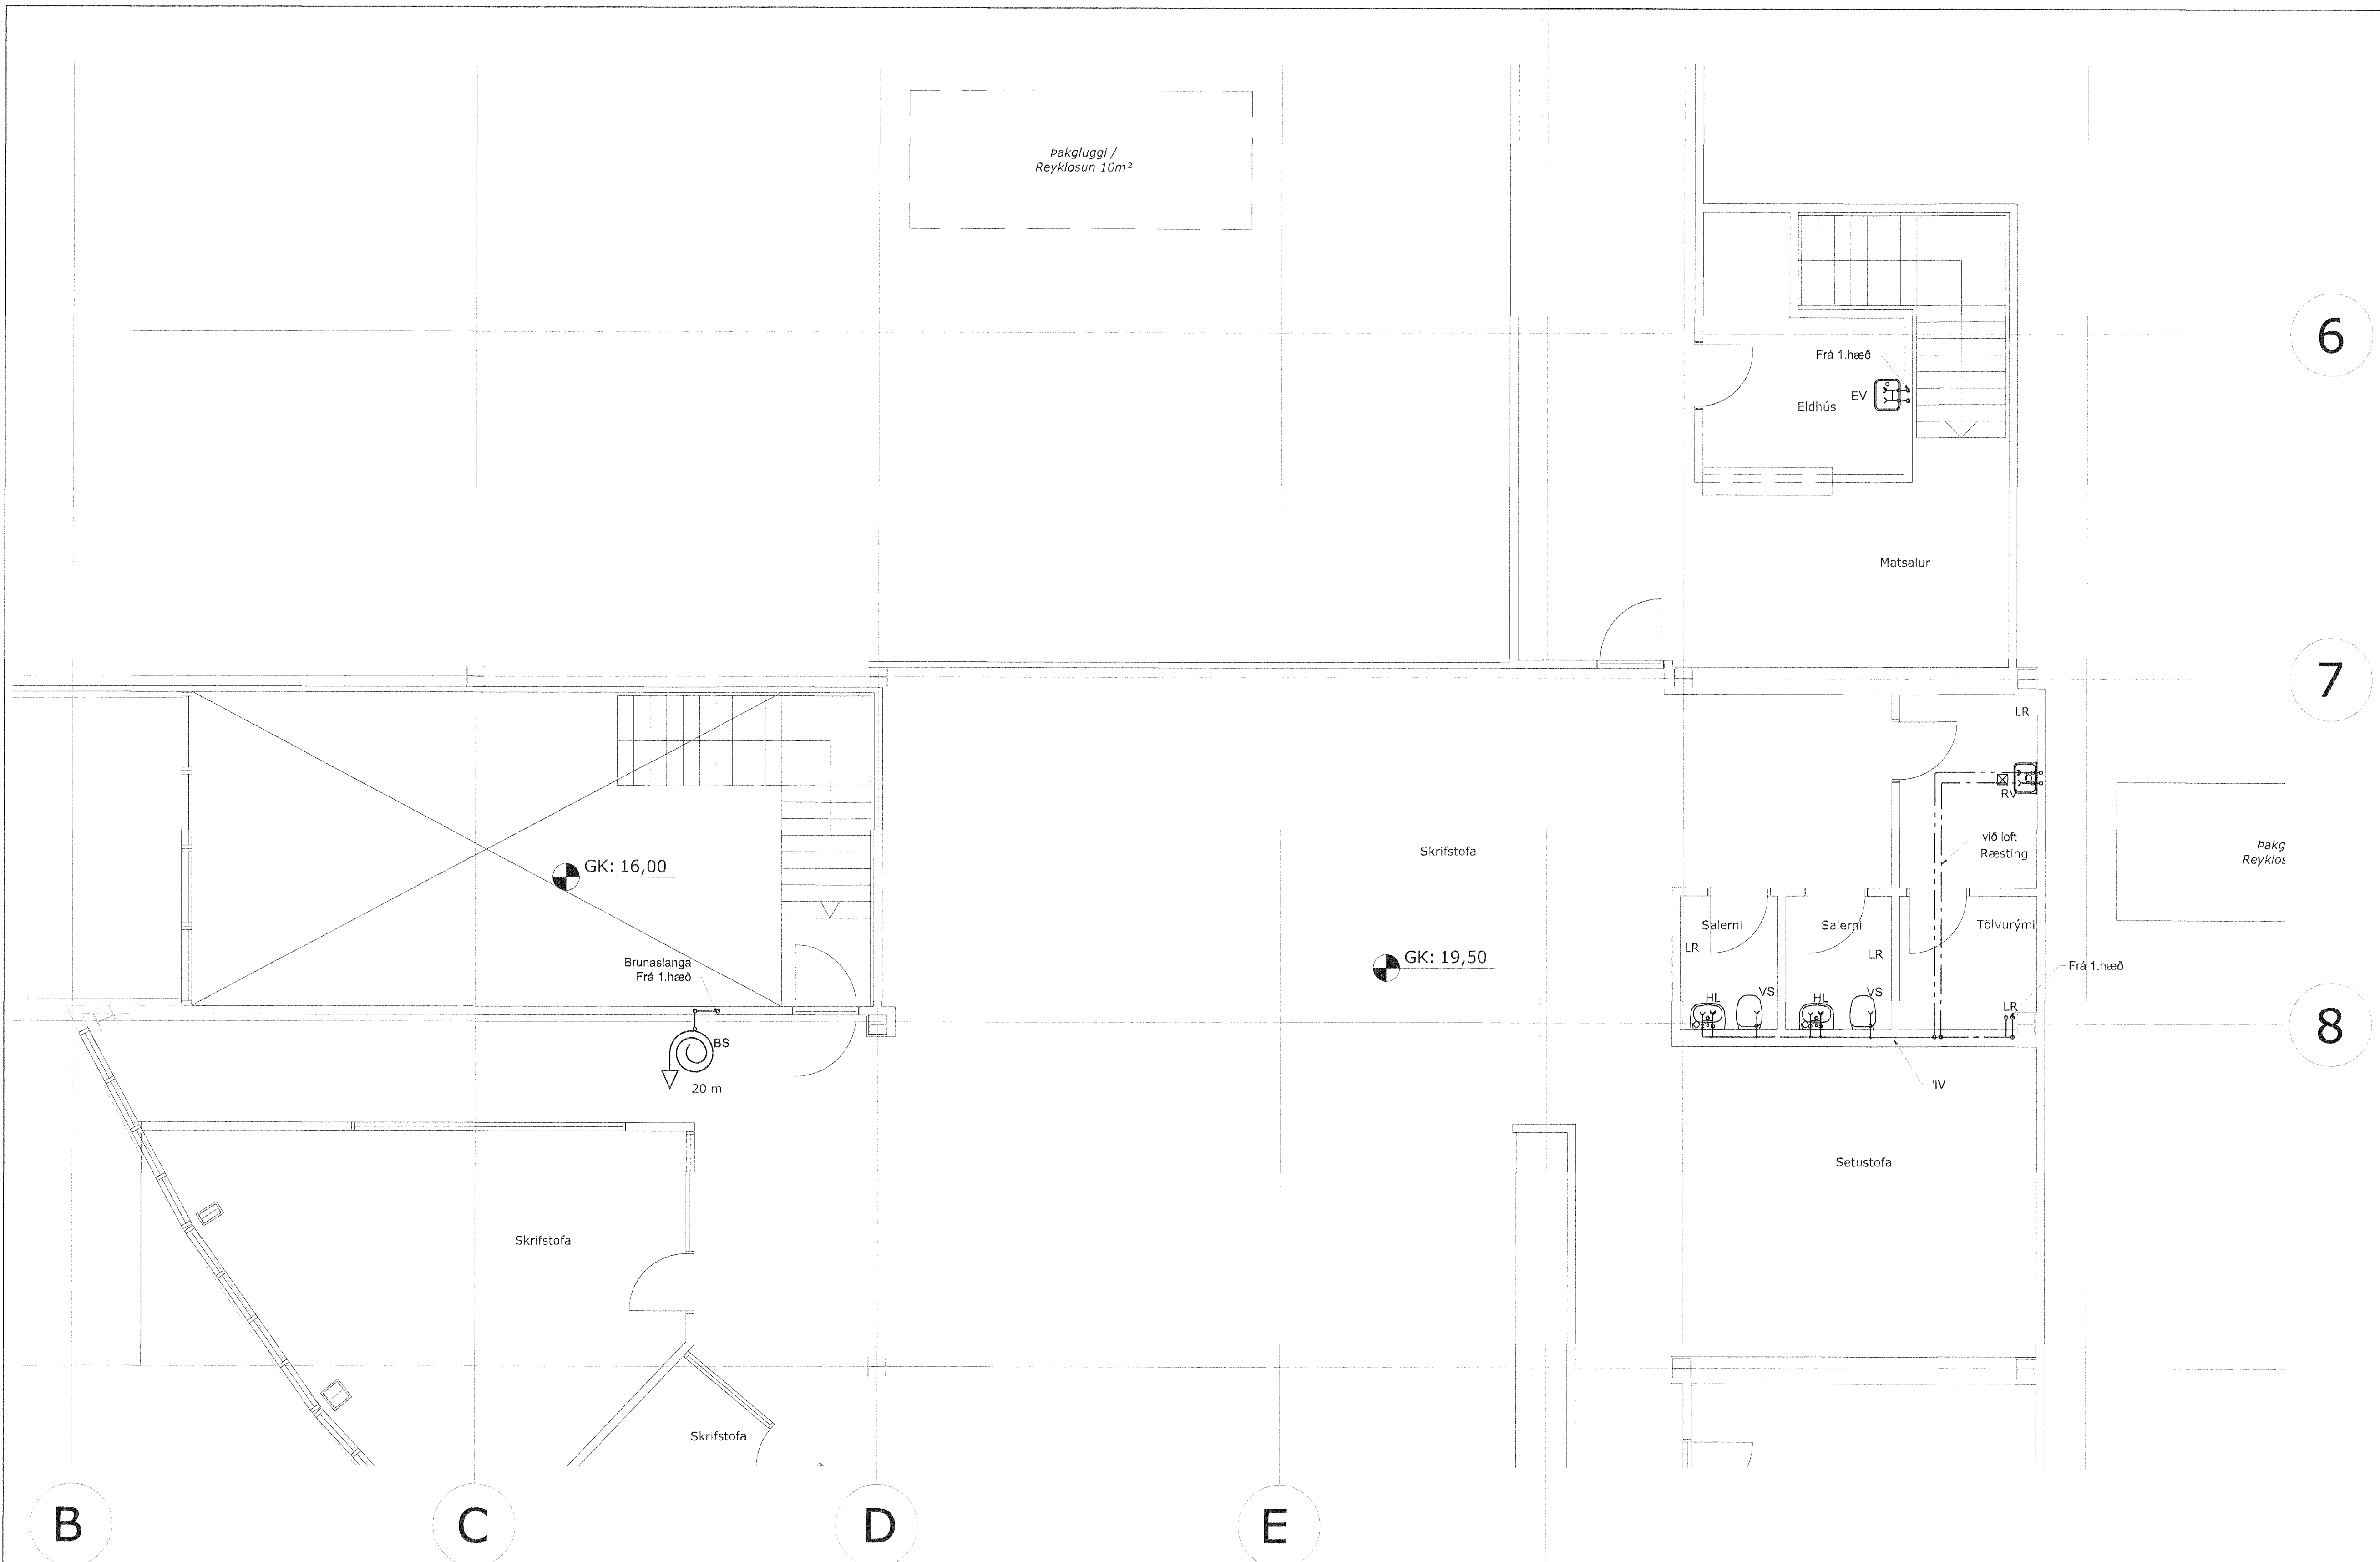 Þakgluggi /
Reyklosun 10m²
6
Frá 1.hæð
EV
Eldhús
Matsalur
7
LR
RV
við loft
Ræsting
Þakg
Reyklos
Skrifstofa
GK: 16,00
Salerni
Salerni
Tölvurými
LR
LR
GK: 19,50
Brunaslanga
Frá 1.hæð
Frá 1.hæð
HL
VS
HL
VS
LR
8
BS
20 m
'IV
Setustofa
Skrifstofa
Skrifstofa
B
C
D
E